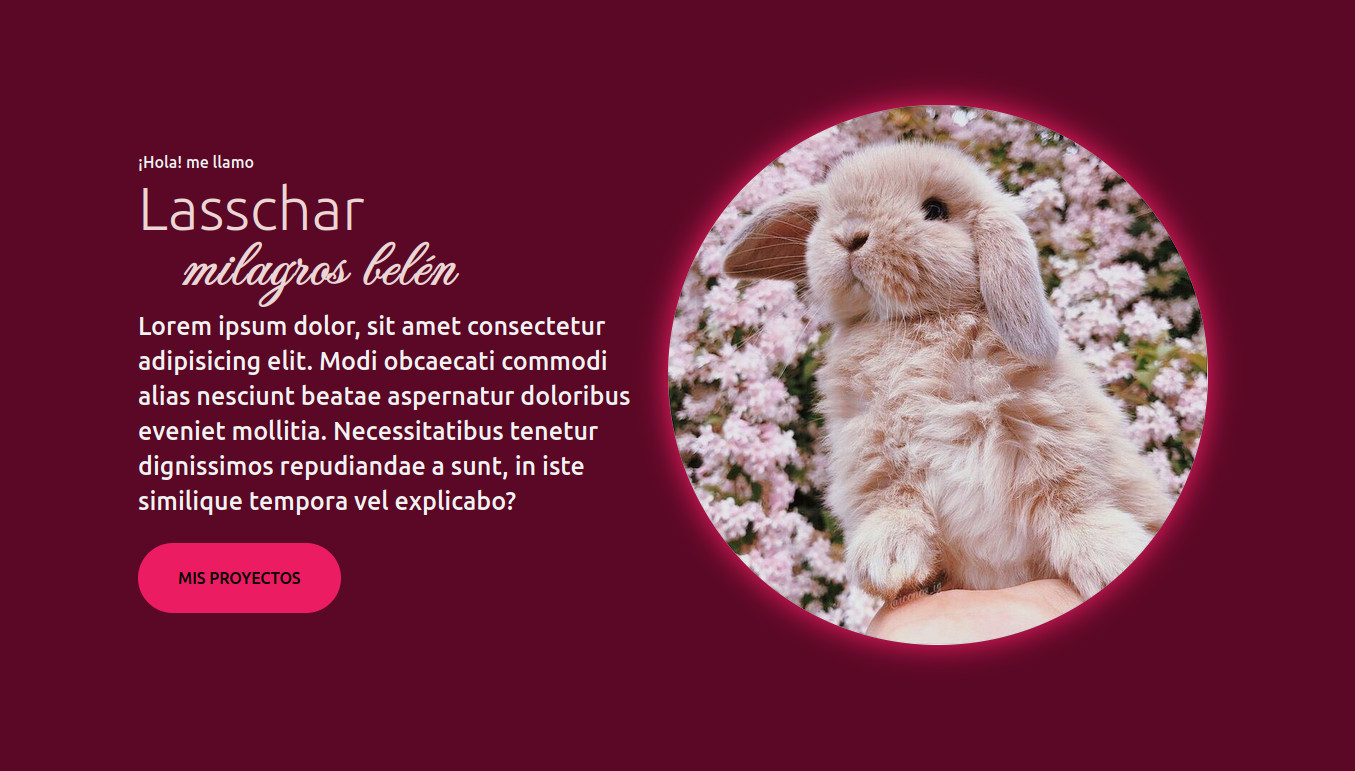 ¡Hola! me llamo
Lasschar
milagros belén
Lorem ipsum dolor, sit amet consectetur
adipisicing elit. Modi obcaecati commodi
alias nesciunt beatae aspernatur doloribus
eveniet mollitia. Necessitatibus tenetur
dignissimos repudiandae a sunt, in iste
similique tempora vel explicabo?
MIS PROYECTOS